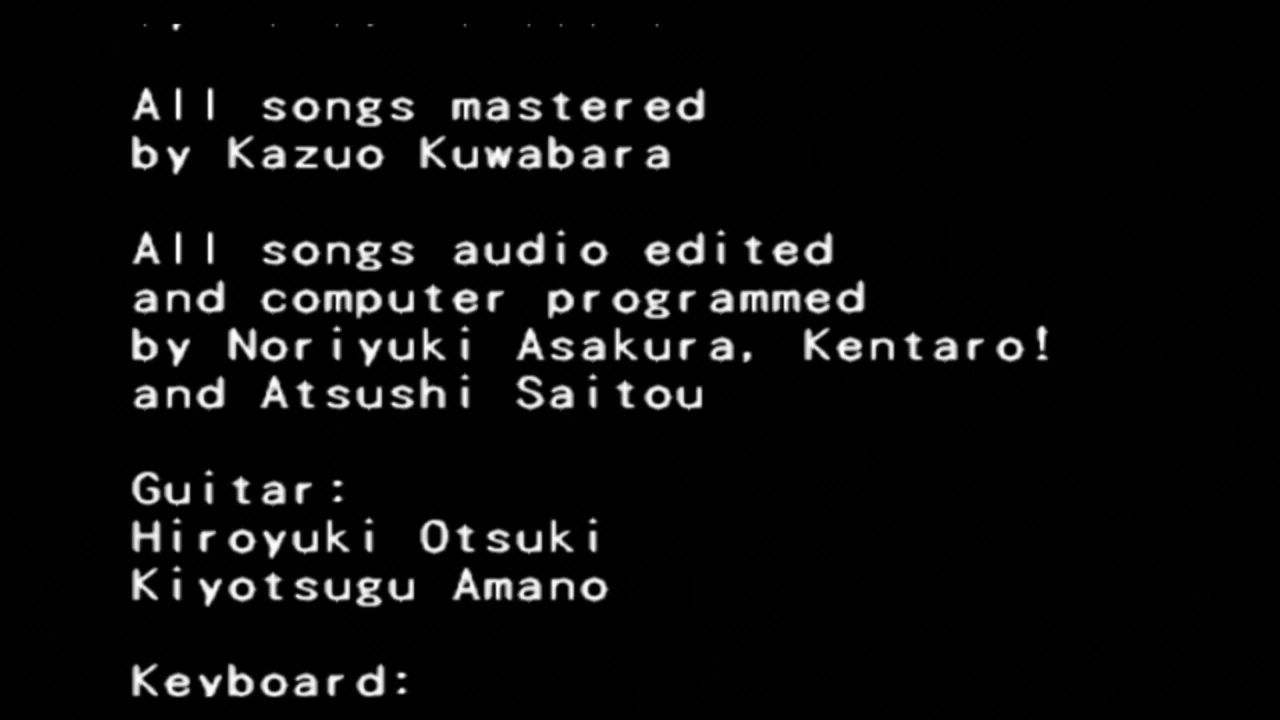 All songs mastered
by Kazuo Kuwabara
All songs audio edited
and computer programmed
by Noriyuki Asakura, Kentaro!
and Atsushi Saitou
Guitar:
Hiroyuki Otsuki
Kiyotsugu Amano
Keyboard: